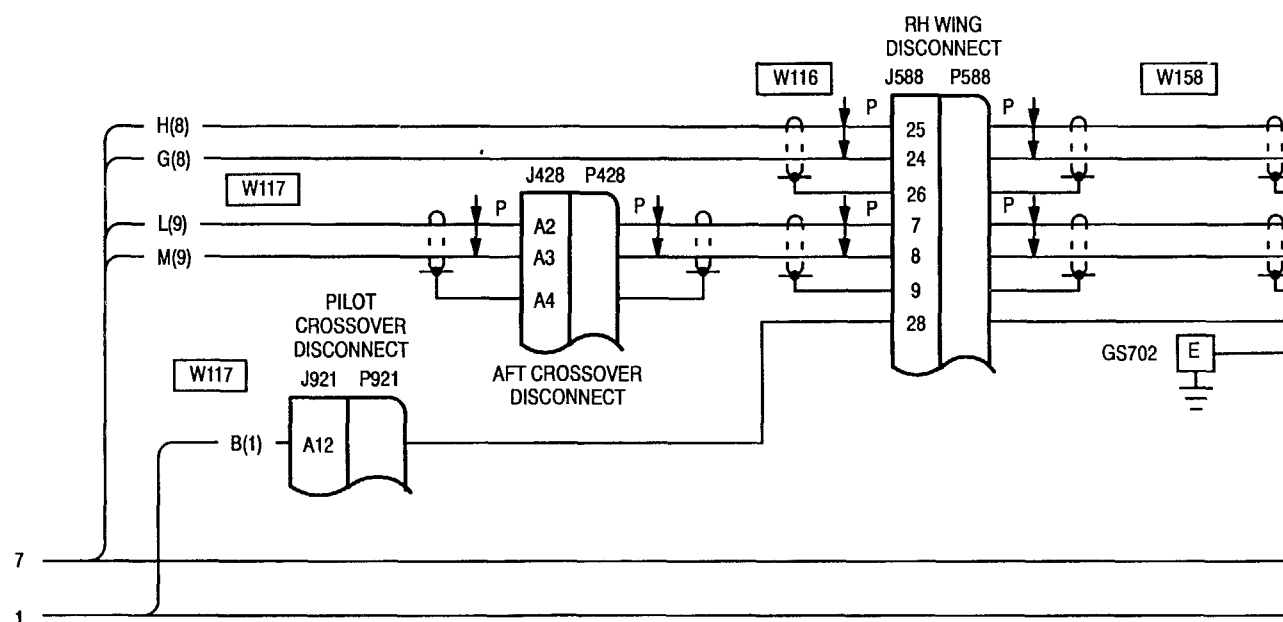 RH WING
DISCONNECT
W116
J588 P588
W158
H(8)
P
25
P
G(8)
24
W117
J428 P428
26
L(9)
P
A2
P
P
7
P
M(9)
A3
8
A4
9
PILOT
CROSSOVER
DISCONNECT
28
GS702
E
W117
J921 P921
AFT CROSSOVER
DISCONNECT
B(1)
A12
7
1